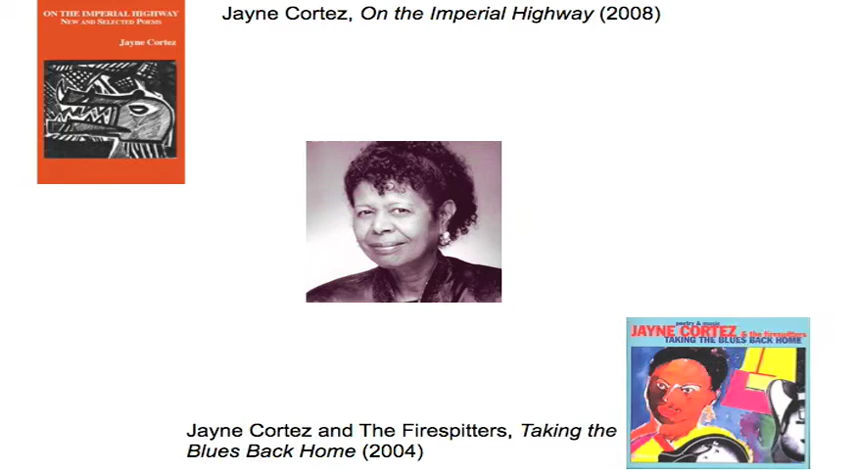 ON THE IMPERIAL HIGHWAY
NEW AND SELECTED POEMS
Jayne Cortez
Jayne Cortez, On the Imperial Highway (2008)
poetry & music
JAYNE CORTEZ & the firespitters
TAKING THE BLUES BACK HOME
Jayne Cortez and The Firespitters, Taking the
Blues Back Home (2004)